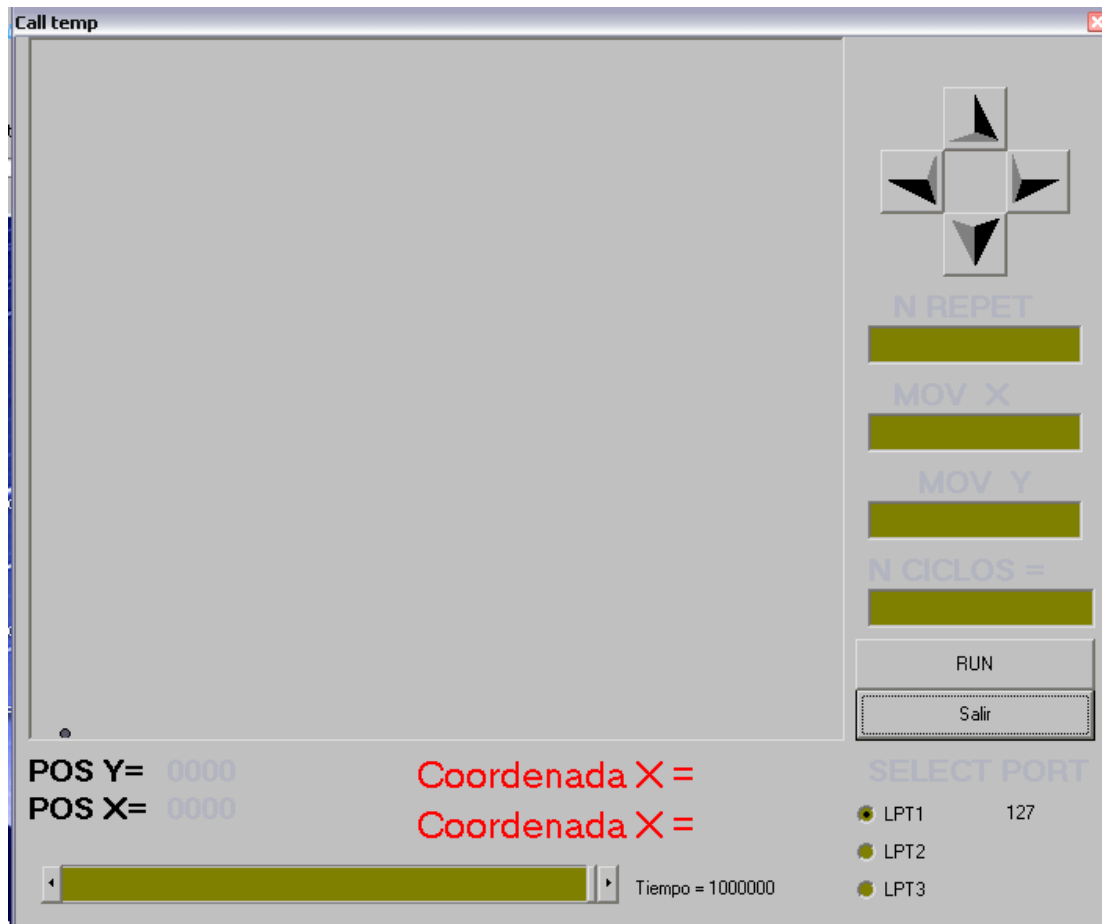 Call temp
N REPET
MOV X
MOV Y
N CICLOS =
RUN
Salir
POS Y= 0000
POS X= 0000
Coordenada X =
Coordenada X =
SELECT PORT
LPT1 127
LPT2
LPT3
Tiempo = 1000000